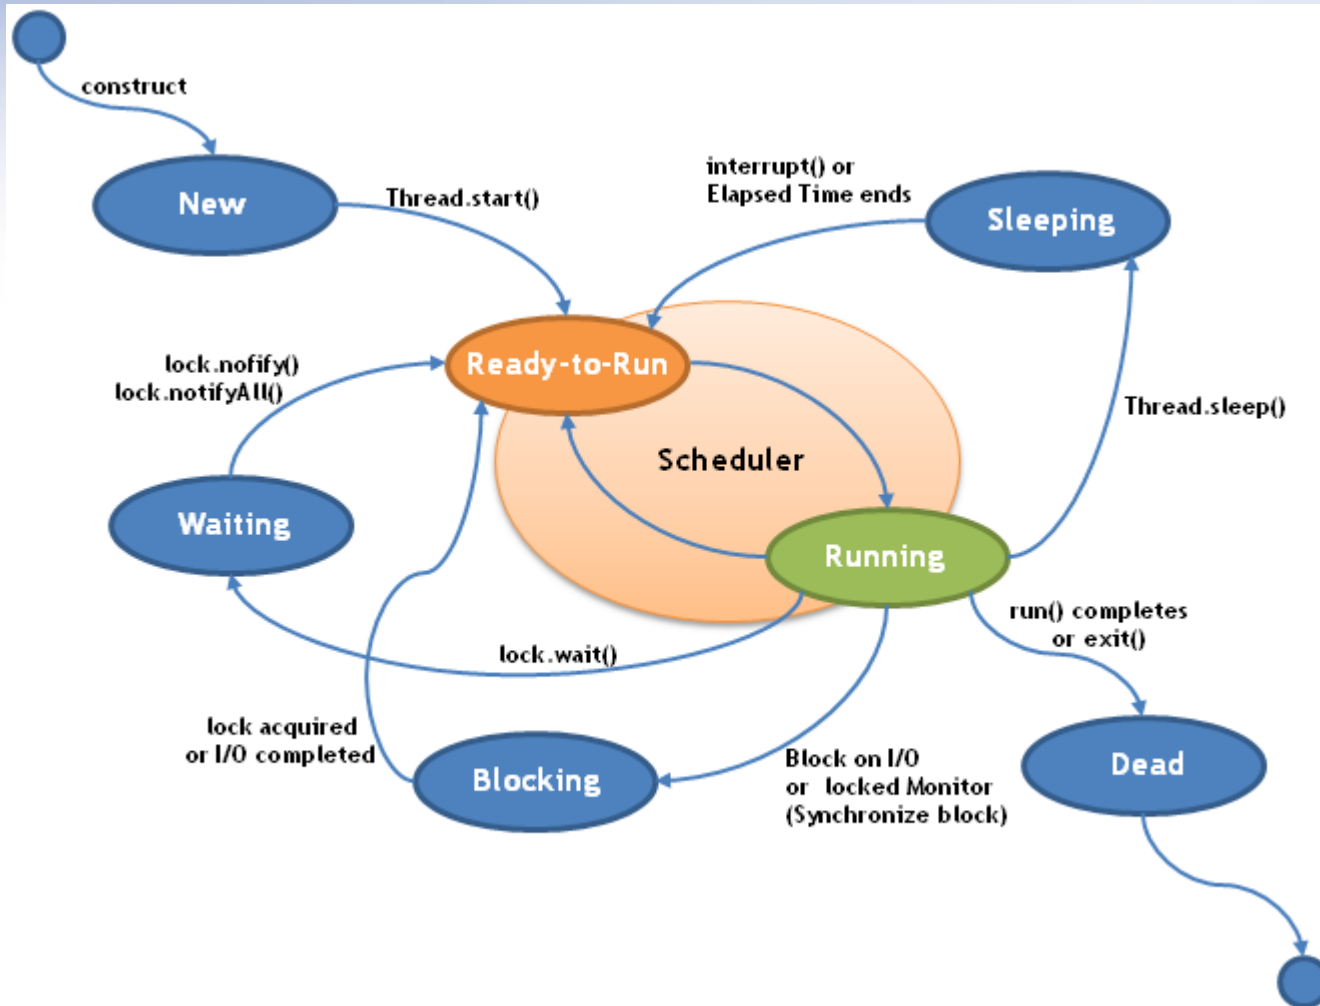 construct
New
Thread.start()
interrupt() or
Elapsed Time ends
Sleeping
Ready-to-Run
lock.nofify()
lock.notifyAll()
Thread.sleep()
Scheduler
Waiting
Running
run() completes
or exit()
lock.wait()
lock acquired
or I/O completed
Blocking
Block on I/O
or locked Monitor
(Synchronize block)
Dead